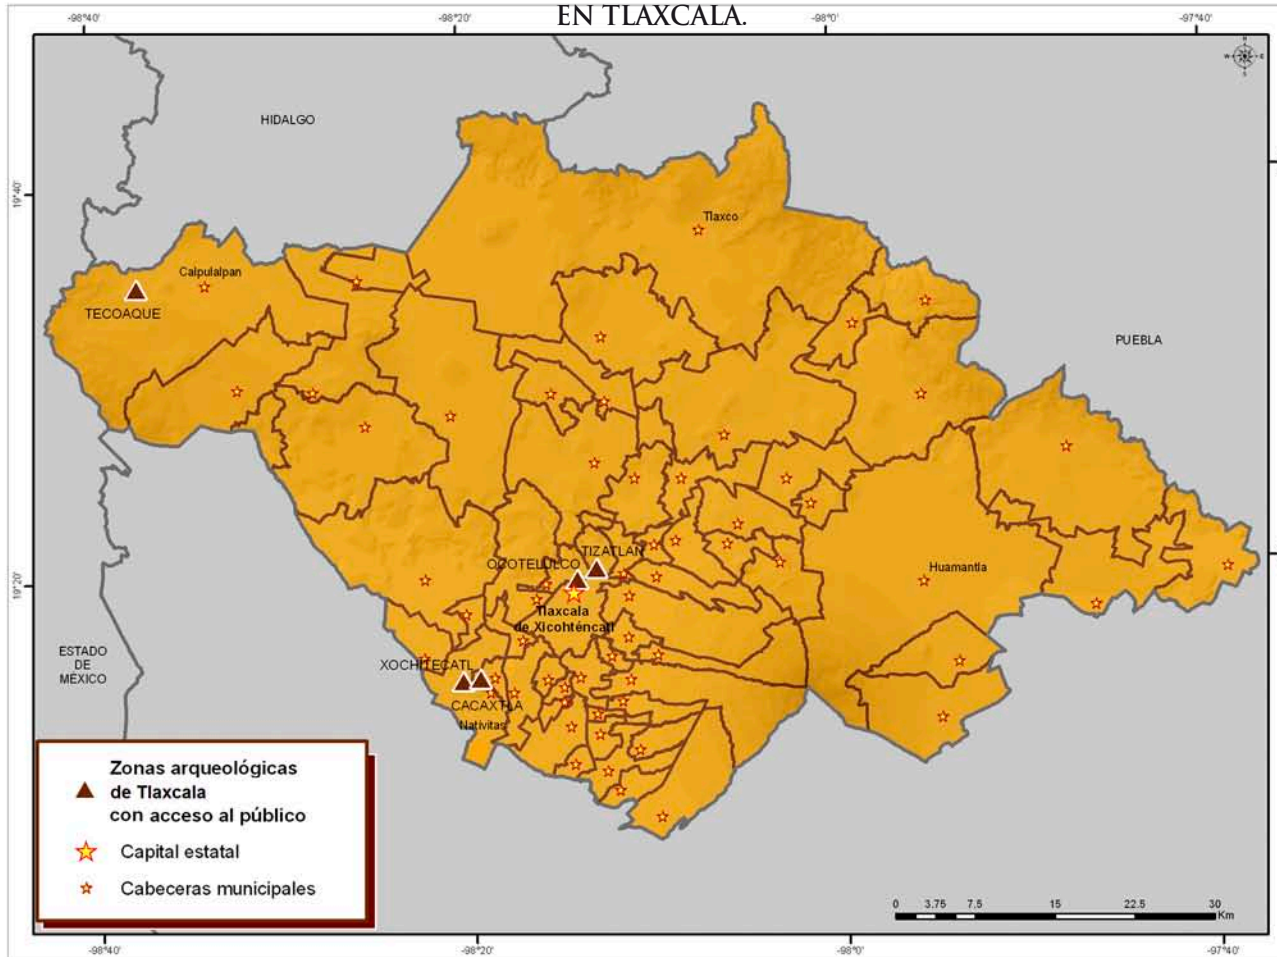 EN TLAXCALA.
-98°40' -98°20' -98°0' -97°40'
N
W E
S
HIDALGO
19°40'
Tlaxco
Calpulalpan
TECOAQUE
PUEBLA
TIZATLAN
OCOTELULCO
Huamantla
19°20'
Tlaxcala
de Xicohténcatl
ESTADO
DE
MÉXICO
XOCHITECATL
CACAXTLA
Nativitas
Zonas arqueológicas
de Tlaxcala
con acceso al público
Capital estatal
Cabeceras municipales
0 3.75 7.5 15 22.5 30
Km
-98°40' -98°20' -98°0' -97°40'